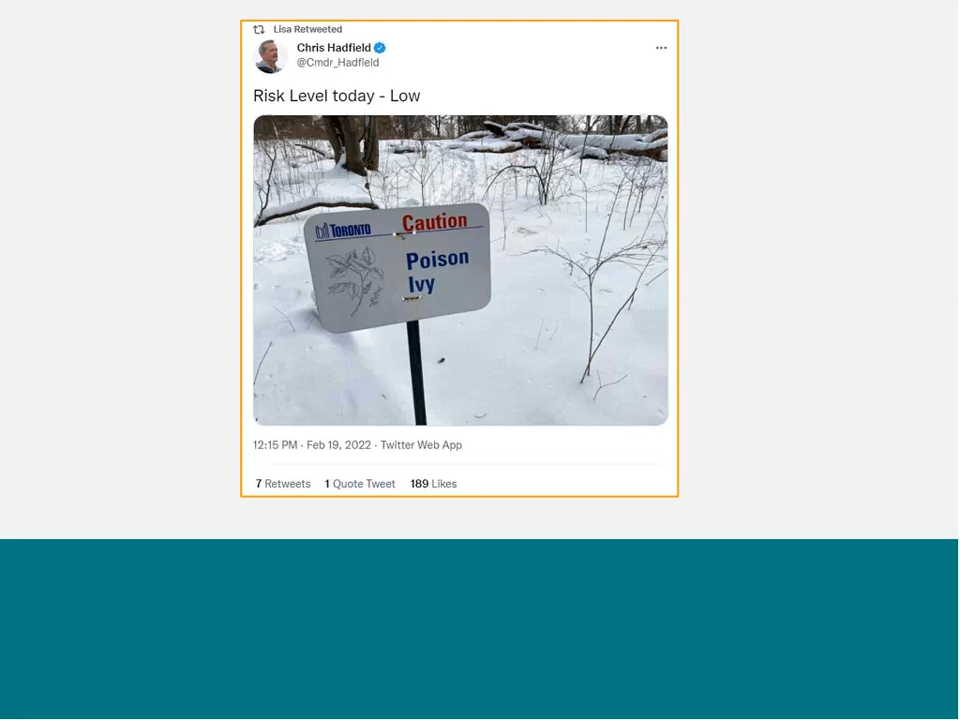 Lisa Retweeted
Chris Hadfield
@Cmdr_Hadfield
Risk Level today - Low
TORONTO Caution
Poison
Ivy
12:15 PM · Feb 19, 2022 · Twitter Web App
7 Retweets 1 Quote Tweet 189 Likes